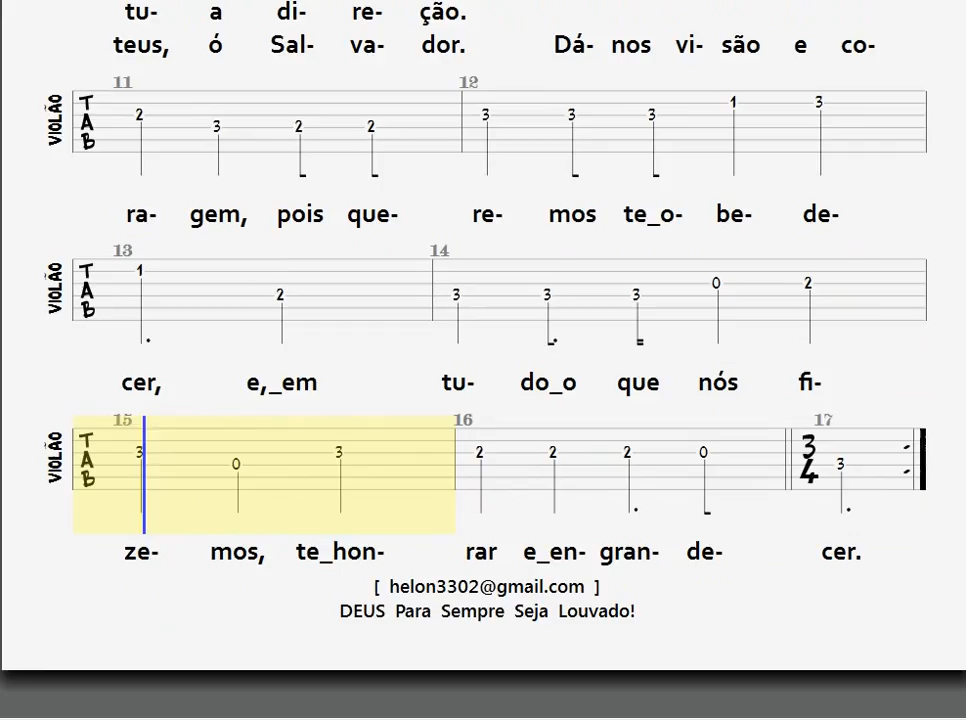 tu- a di- re- ção.
teus, ó Sal- va- dor. Dá- nos vi- são e co-
11 12
VIOLÃO TAB 2 3 2 2 3 3 3 1 3
ra- gem, pois que- re- mos te_o- be- de-
13 14
VIOLÃO TAB 1 2 3 3 3 0 2
cer, e,_em tu- do_o que nós fi-
15 16 17
VIOLÃO TAB 3 0 3 2 2 2 0 3/4 3
ze- mos, te_hon- rar e_en- gran- de- cer.
[ helon3302@gmail.com ]
DEUS Para Sempre Seja Louvado!